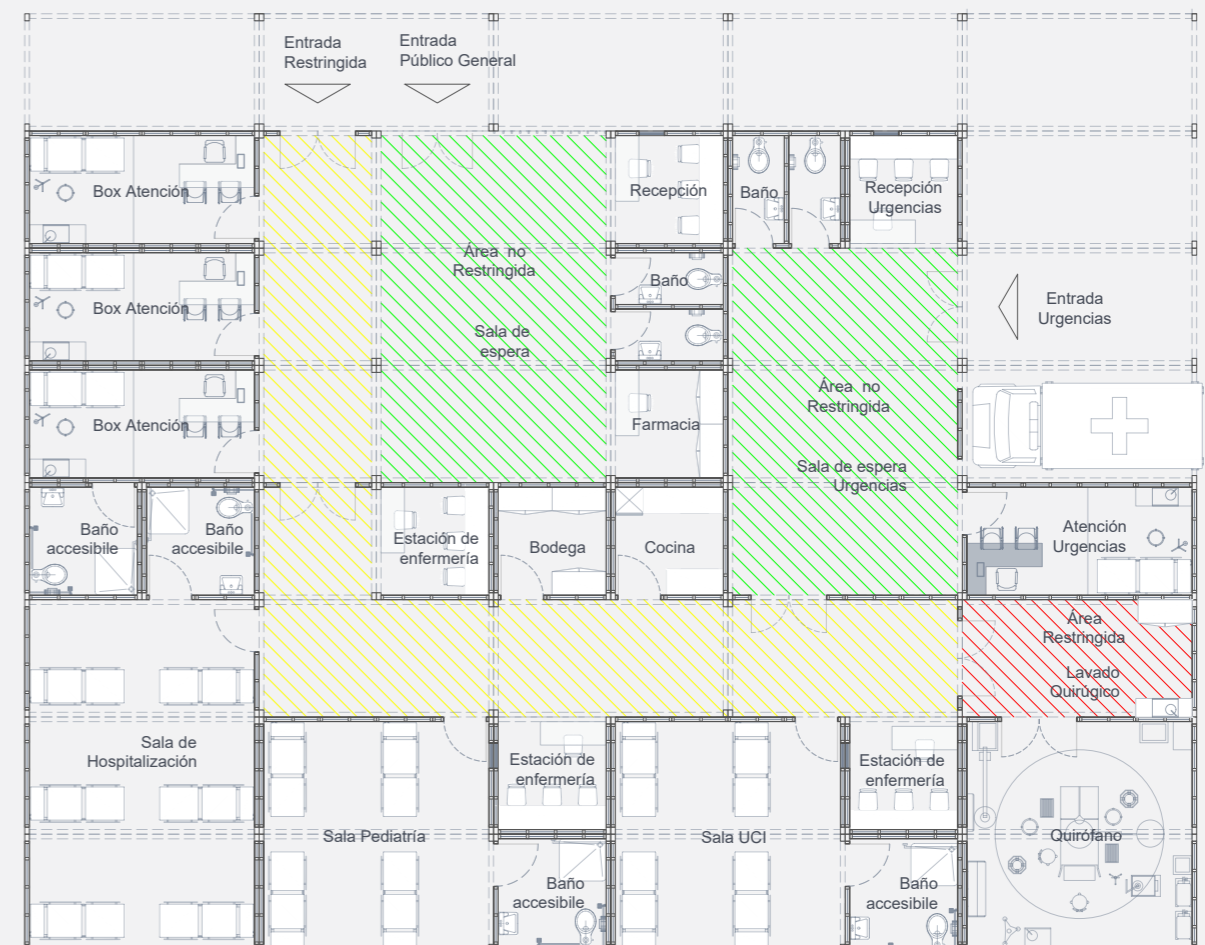 Entrada
Restringida
Entrada
Público General
Box Atención
Área no
Restringida
Sala de
espera
Recepción
Baño
Recepción
Urgencias
Box Atención
Baño
Entrada
Urgencias
Box Atención
Farmacia
Área no
Restringida
Sala de espera
Urgencias
Baño
accesibile
Baño
accesibile
Estación de
enfermería
Bodega
Cocina
Atención
Urgencias
Área
Restringida
Lavado
Quirúgico
Sala de
Hospitalización
Estación de
enfermería
Estación de
enfermería
Sala Pediatría
Sala UCI
Quirófano
Baño
accesibile
Baño
accesibile